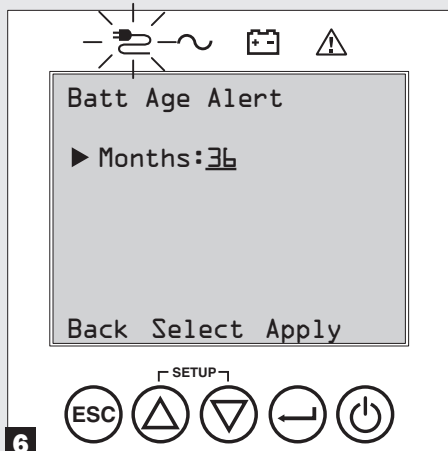 Batt Age Alert
▶ Months:36
Back Select Apply
SETUP
ESC
6